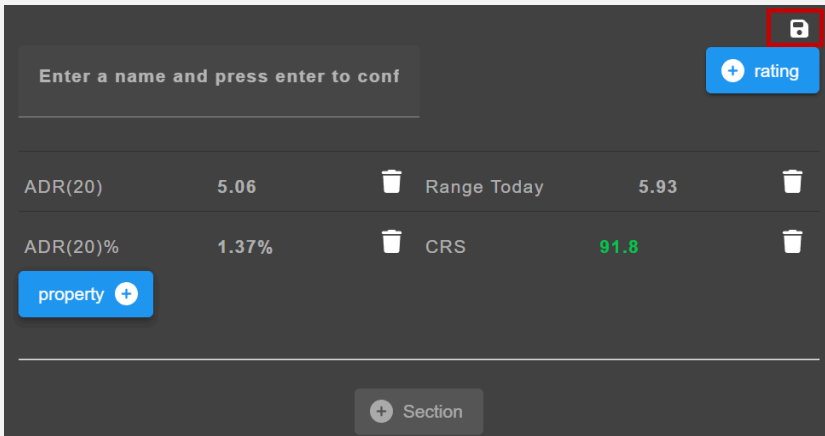 Enter a name and press enter to conf
rating
ADR(20) 5.06 Range Today 5.93
ADR(20)% 1.37% CRS 91.8
property
Section